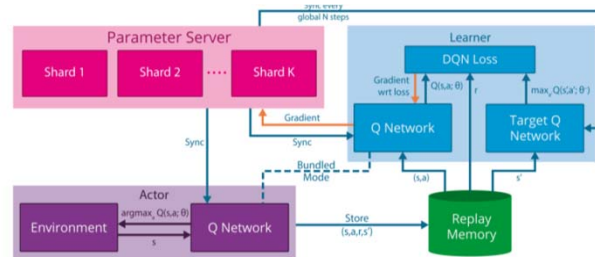 Sync every
global N steps
Parameter Server
Shard 1
Shard 2
Shard K
Learner
DQN Loss
Gradient
wrt loss
Q(s,a; θ)
r
Q Network
Target Q
Network
Gradient
Sync
Sync
Bundled
Mode
(s,a)
s'
Actor
Environment
argmaxₐ Q(s,a; θ)
s
Q Network
Store
(s,a,r,s')
Replay
Memory